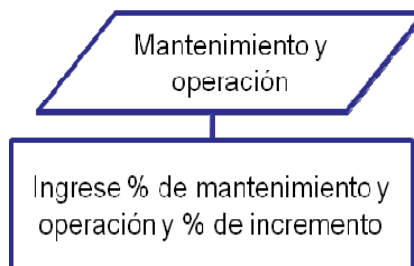 Mantenimiento y
operación
Ingrese % de mantenimiento y
operación y % de incremento